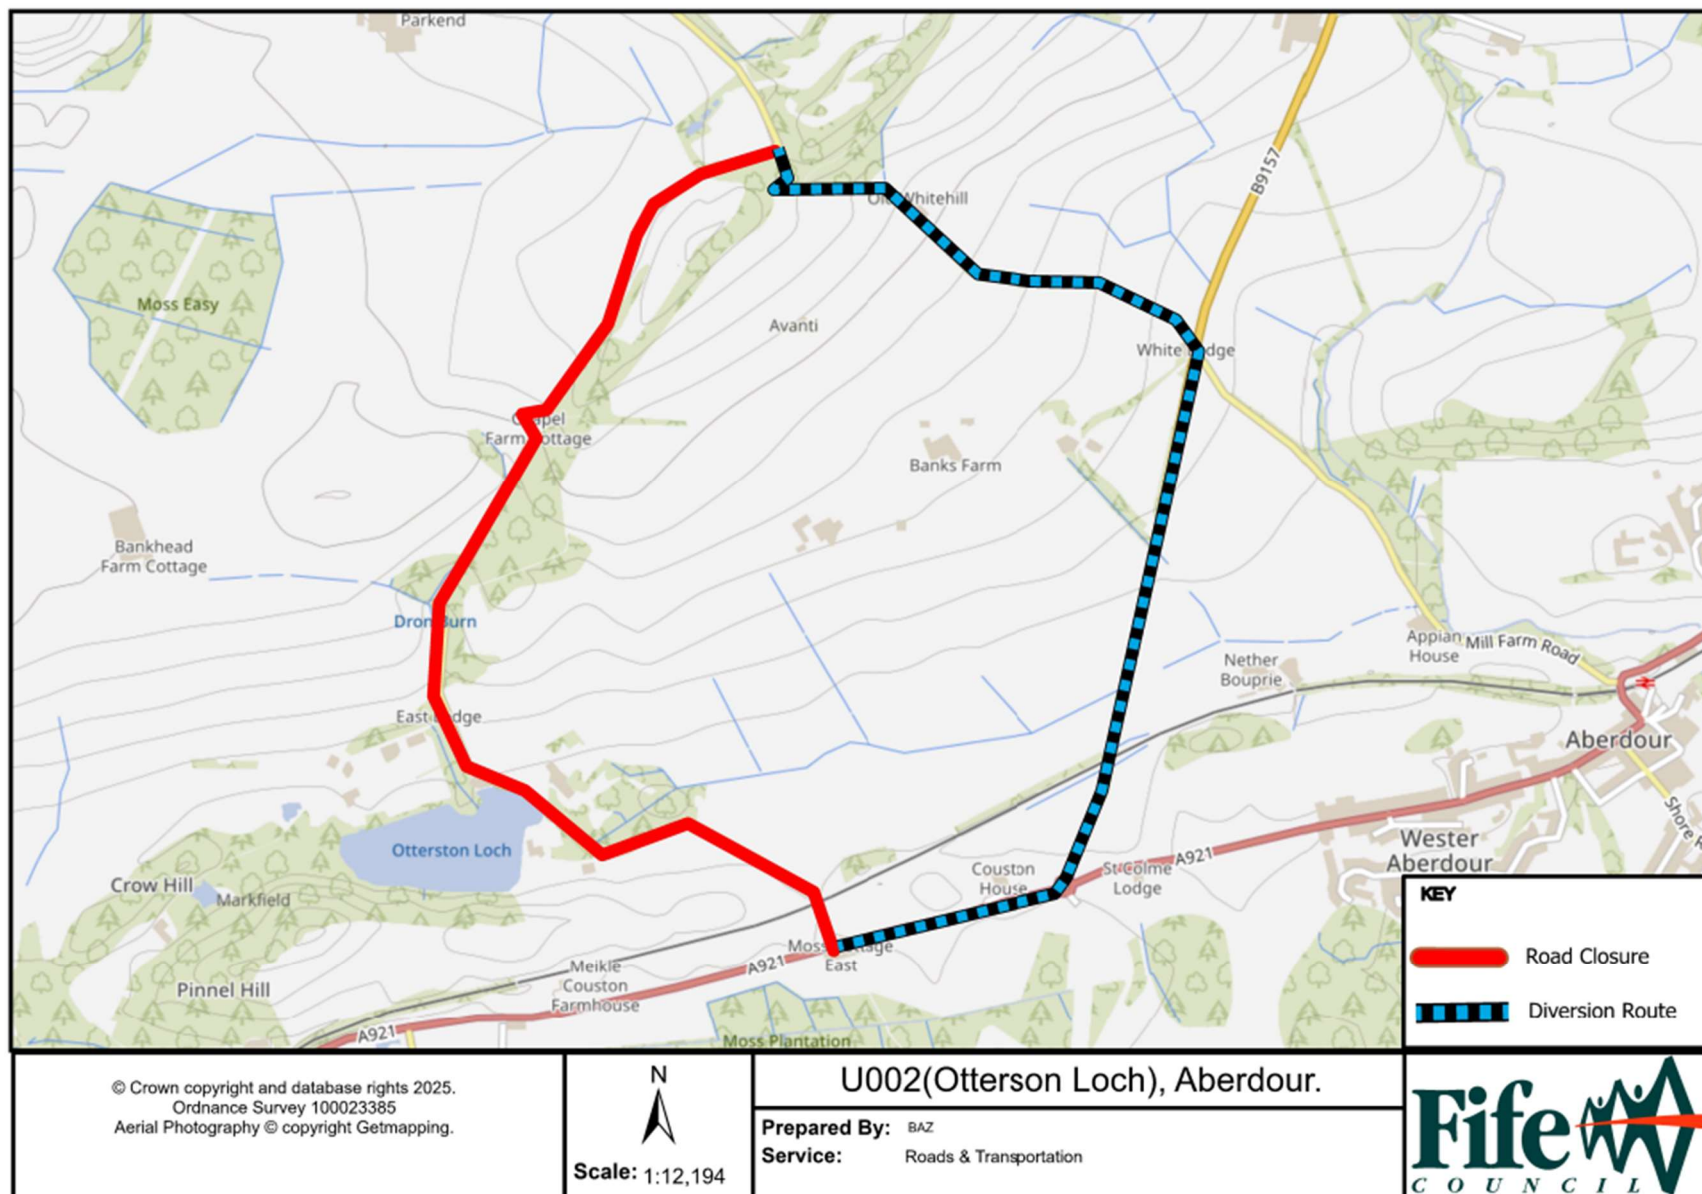 Parkend
B9157
Old Whitehill
Moss Easy
Avanti
White Lodge
Chapel
Farm Cottage
Banks Farm
Bankhead
Farm Cottage
Dron Burn
Appian
House
Mill Farm Road
Nether
Bouprie
East Lodge
Aberdour
Shore R
Otterston Loch
Wester
Aberdour
A921
Couston
House
St Colme
Lodge
Crow Hill
Markfield
Moss Cottage
East
A921
Meikle
Couston
Farmhouse
Pinnel Hill
A921
Moss Plantation
KEY
Road Closure
Diversion Route
© Crown copyright and database rights 2025.
Ordnance Survey 100023385
Aerial Photography © copyright Getmapping.
N
Scale: 1:12,194
U002(Otterson Loch), Aberdour.
Prepared By: BAZ
Service: Roads & Transportation
Fife
COUNCIL